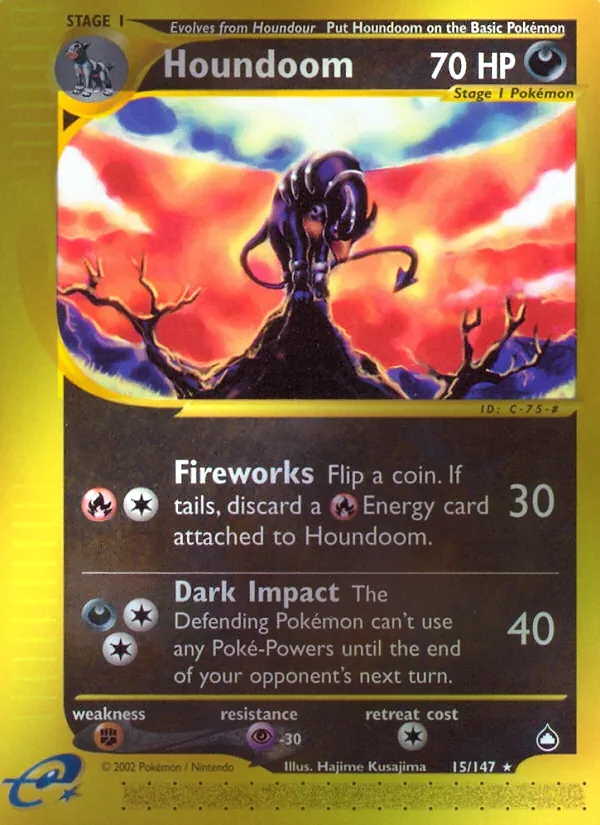 STAGE 1
Evolves from Houndour Put Houndoom on the Basic Pokémon
Houndoom 70 HP
Stage 1 Pokémon
ID: C-75-#
Fireworks Flip a coin. If
tails, discard a Energy card
attached to Houndoom.
30
Dark Impact The
Defending Pokémon can't use
any Poké-Powers until the end
of your opponent's next turn.
40
weakness resistance retreat cost
-30
© 2002 Pokémon / Nintendo Illus. Hajime Kusajima 15/147 ★
e